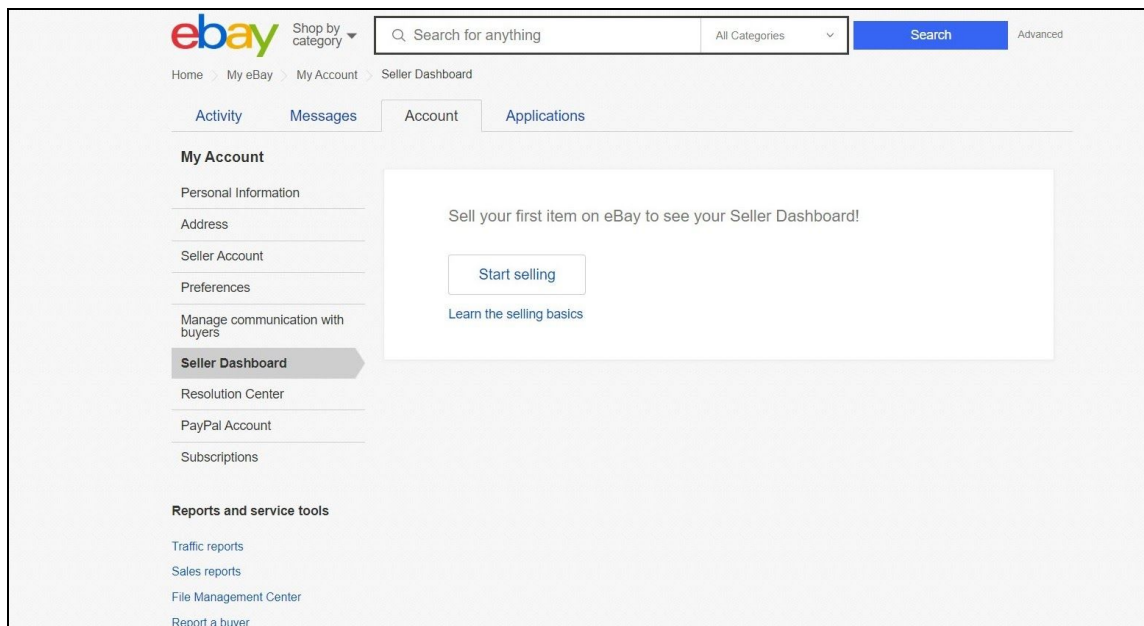 ebay
Shop by
category
Search for anything
All Categories
Search
Advanced
Home
My eBay
My Account
Seller Dashboard
Activity
Messages
Account
Applications
My Account
Personal Information
Address
Seller Account
Preferences
Manage communication with
buyers
Seller Dashboard
Resolution Center
PayPal Account
Subscriptions
Sell your first item on eBay to see your Seller Dashboard!
Start selling
Learn the selling basics
Reports and service tools
Traffic reports
Sales reports
File Management Center
Report a buyer